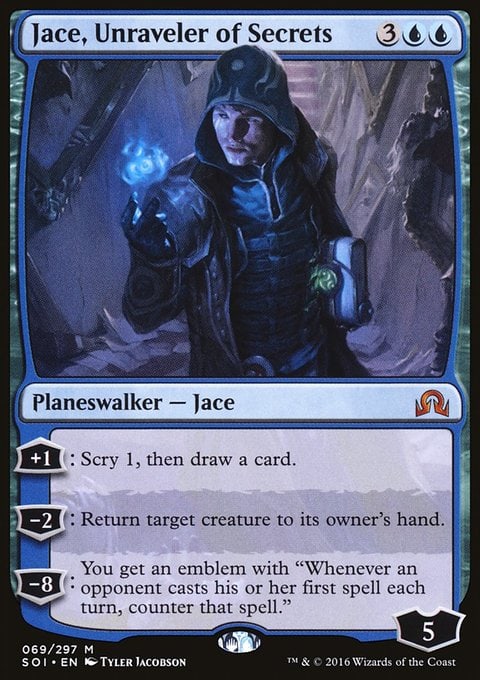 Jace, Unraveler of Secrets 3
Planeswalker — Jace
+1: Scry 1, then draw a card.
-2: Return target creature to its owner's hand.
-8: You get an emblem with “Whenever an
opponent casts his or her first spell each
turn, counter that spell.”
5
069/297 M
SOI • EN Tyler Jacobson
™ & © 2016 Wizards of the Coast